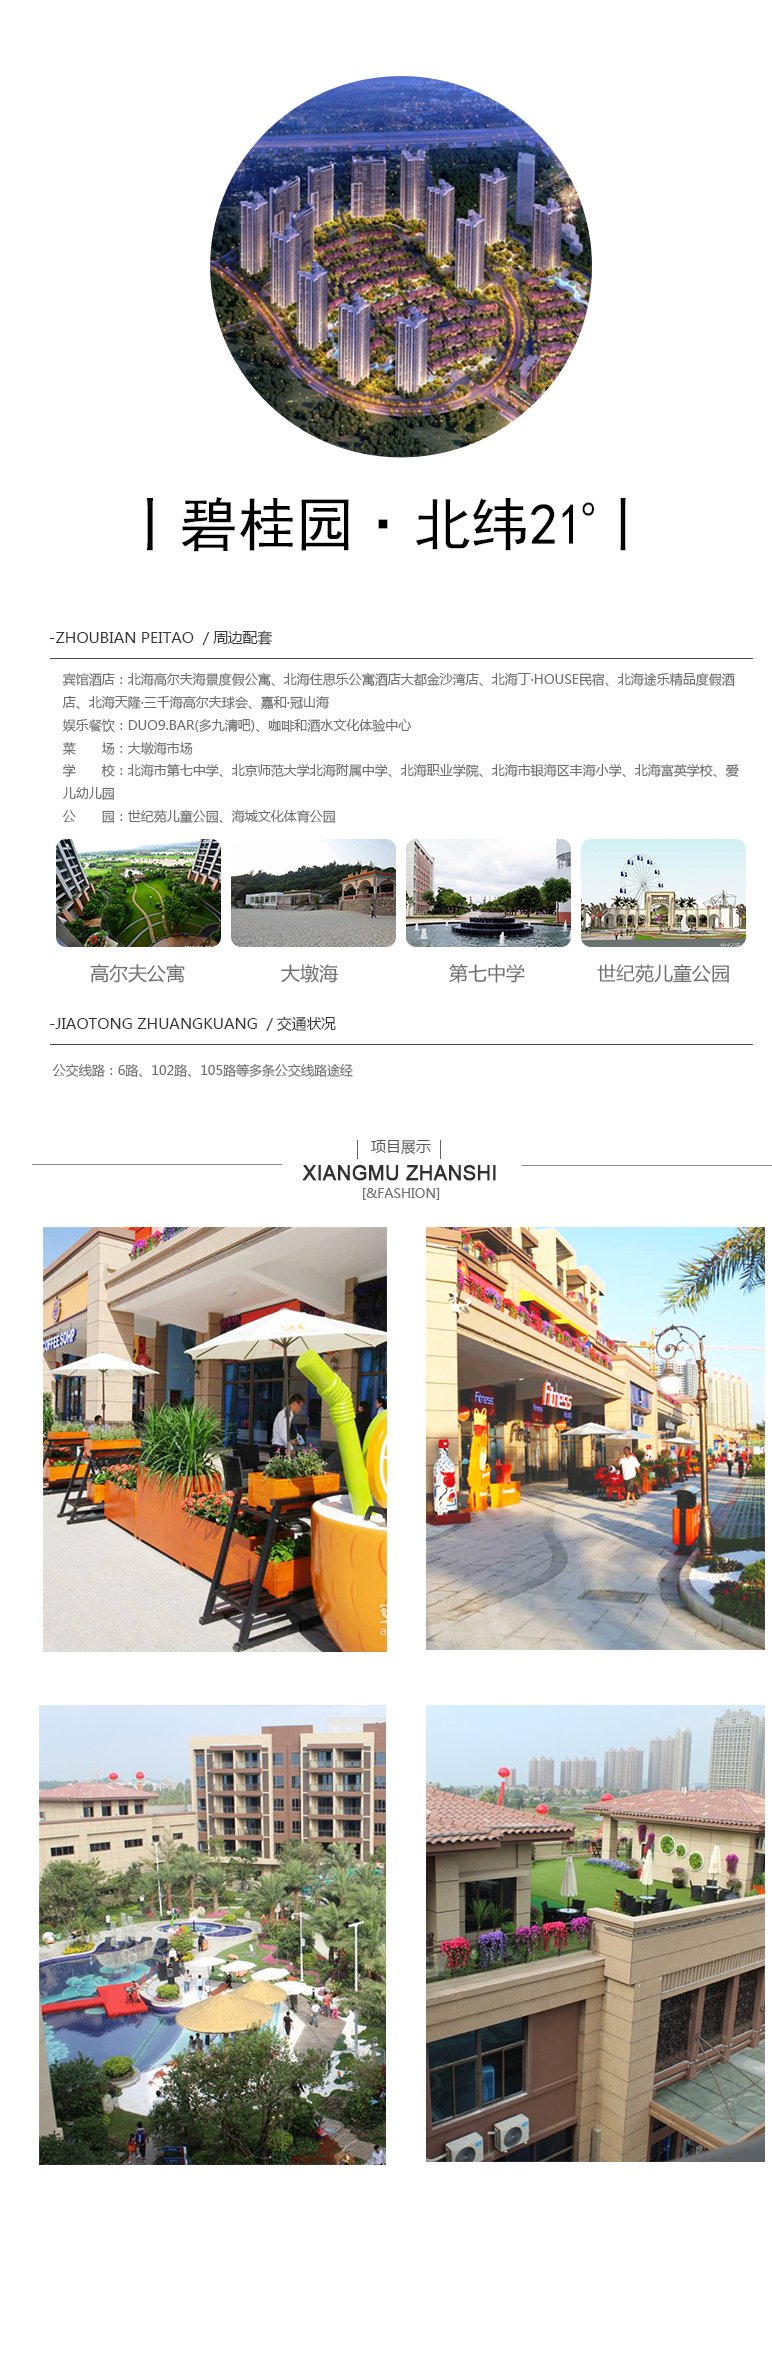 碧桂园·北纬21°
-ZHOUBIAN PEITAO / 周边配套
宾馆酒店：北海高尔夫海景度假公寓、北海住思乐公寓酒店大都金沙湾店、北海丁·HOUSE民宿、北海途乐精品度假酒
店、北海天隆·三千海高尔夫球会、嘉和·冠山海
娱乐餐饮：DUO9.BAR(多九清吧)、咖啡和酒水文化体验中心
菜　　场：大墩海市场
学　　校：北海市第七中学、北京师范大学北海附属中学、北海职业学院、北海市银海区丰海小学、北海富英学校、爱
儿幼儿园
公　　园：世纪苑儿童公园、海城文化体育公园
高尔夫公寓
大墩海
第七中学
世纪苑儿童公园
-JIAOTONG ZHUANGKUANG / 交通状况
公交线路：6路、102路、105路等多条公交线路途经
项目展示
XIANGMU ZHANSHI
[&FASHION]
Fitness
Fitness